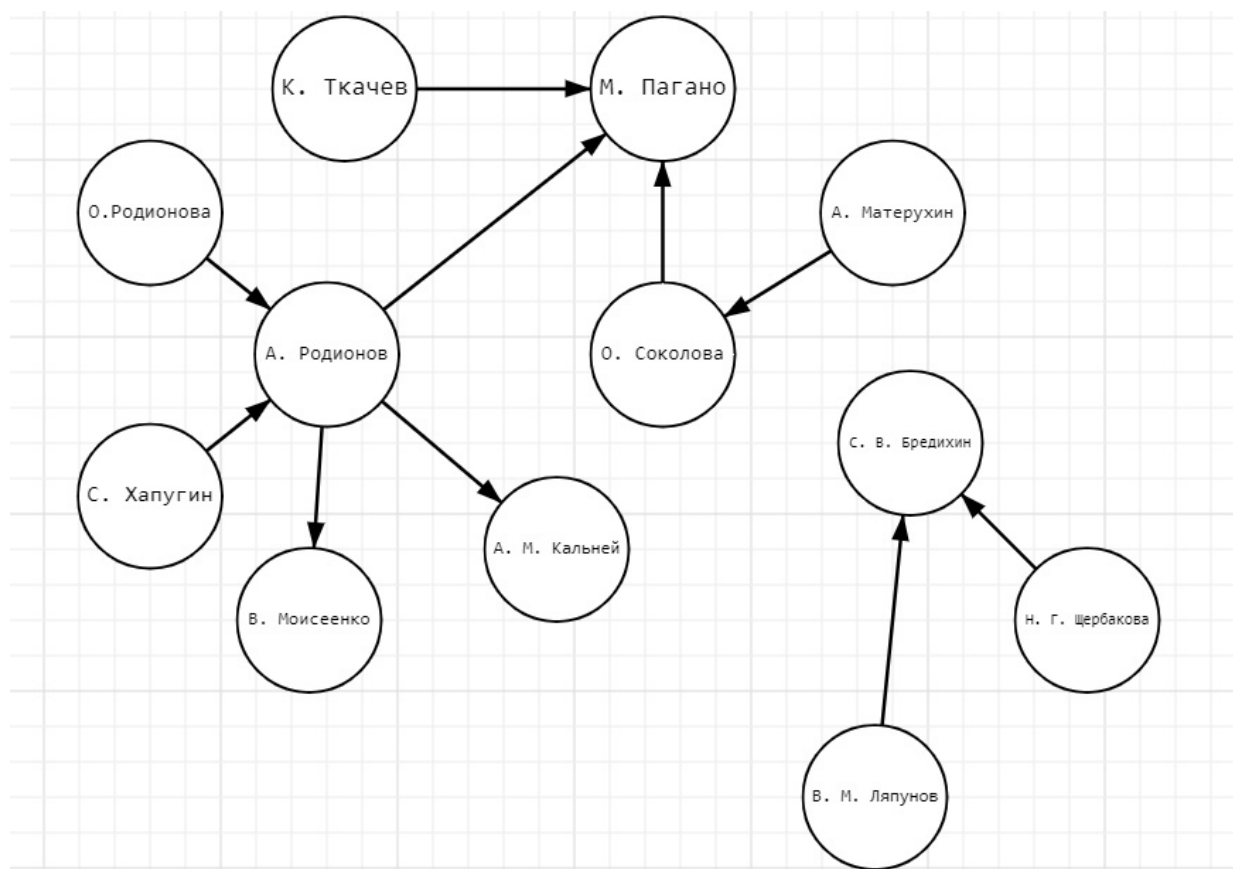 К. Ткачев
М. Пагано
О.Родионова
А. Матерухин
А. Родионов
О. Соколова
С. В. Бредихин
С. Хапугин
А. М. Кальней
В. Моисеенко
Н. Г. Щербакова
В. М. Ляпунов